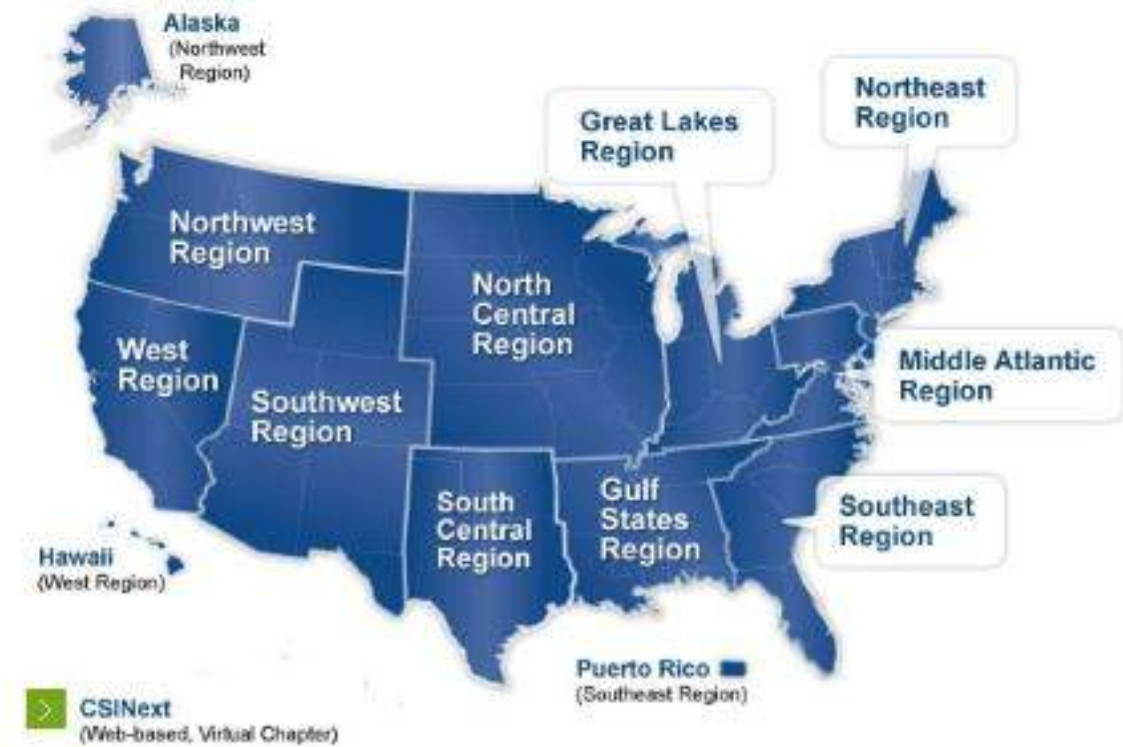 Alaska
(Northwest
Region)
Great Lakes
Region
Northeast
Region
Northwest
Region
North
Central
Region
West
Region
Southwest
Region
Middle Atlantic
Region
South
Central
Region
Gulf
States
Region
Southeast
Region
Hawaii
(West Region)
Puerto Rico
(Southeast Region)
CSINext
(Web-based, Virtual Chapter)